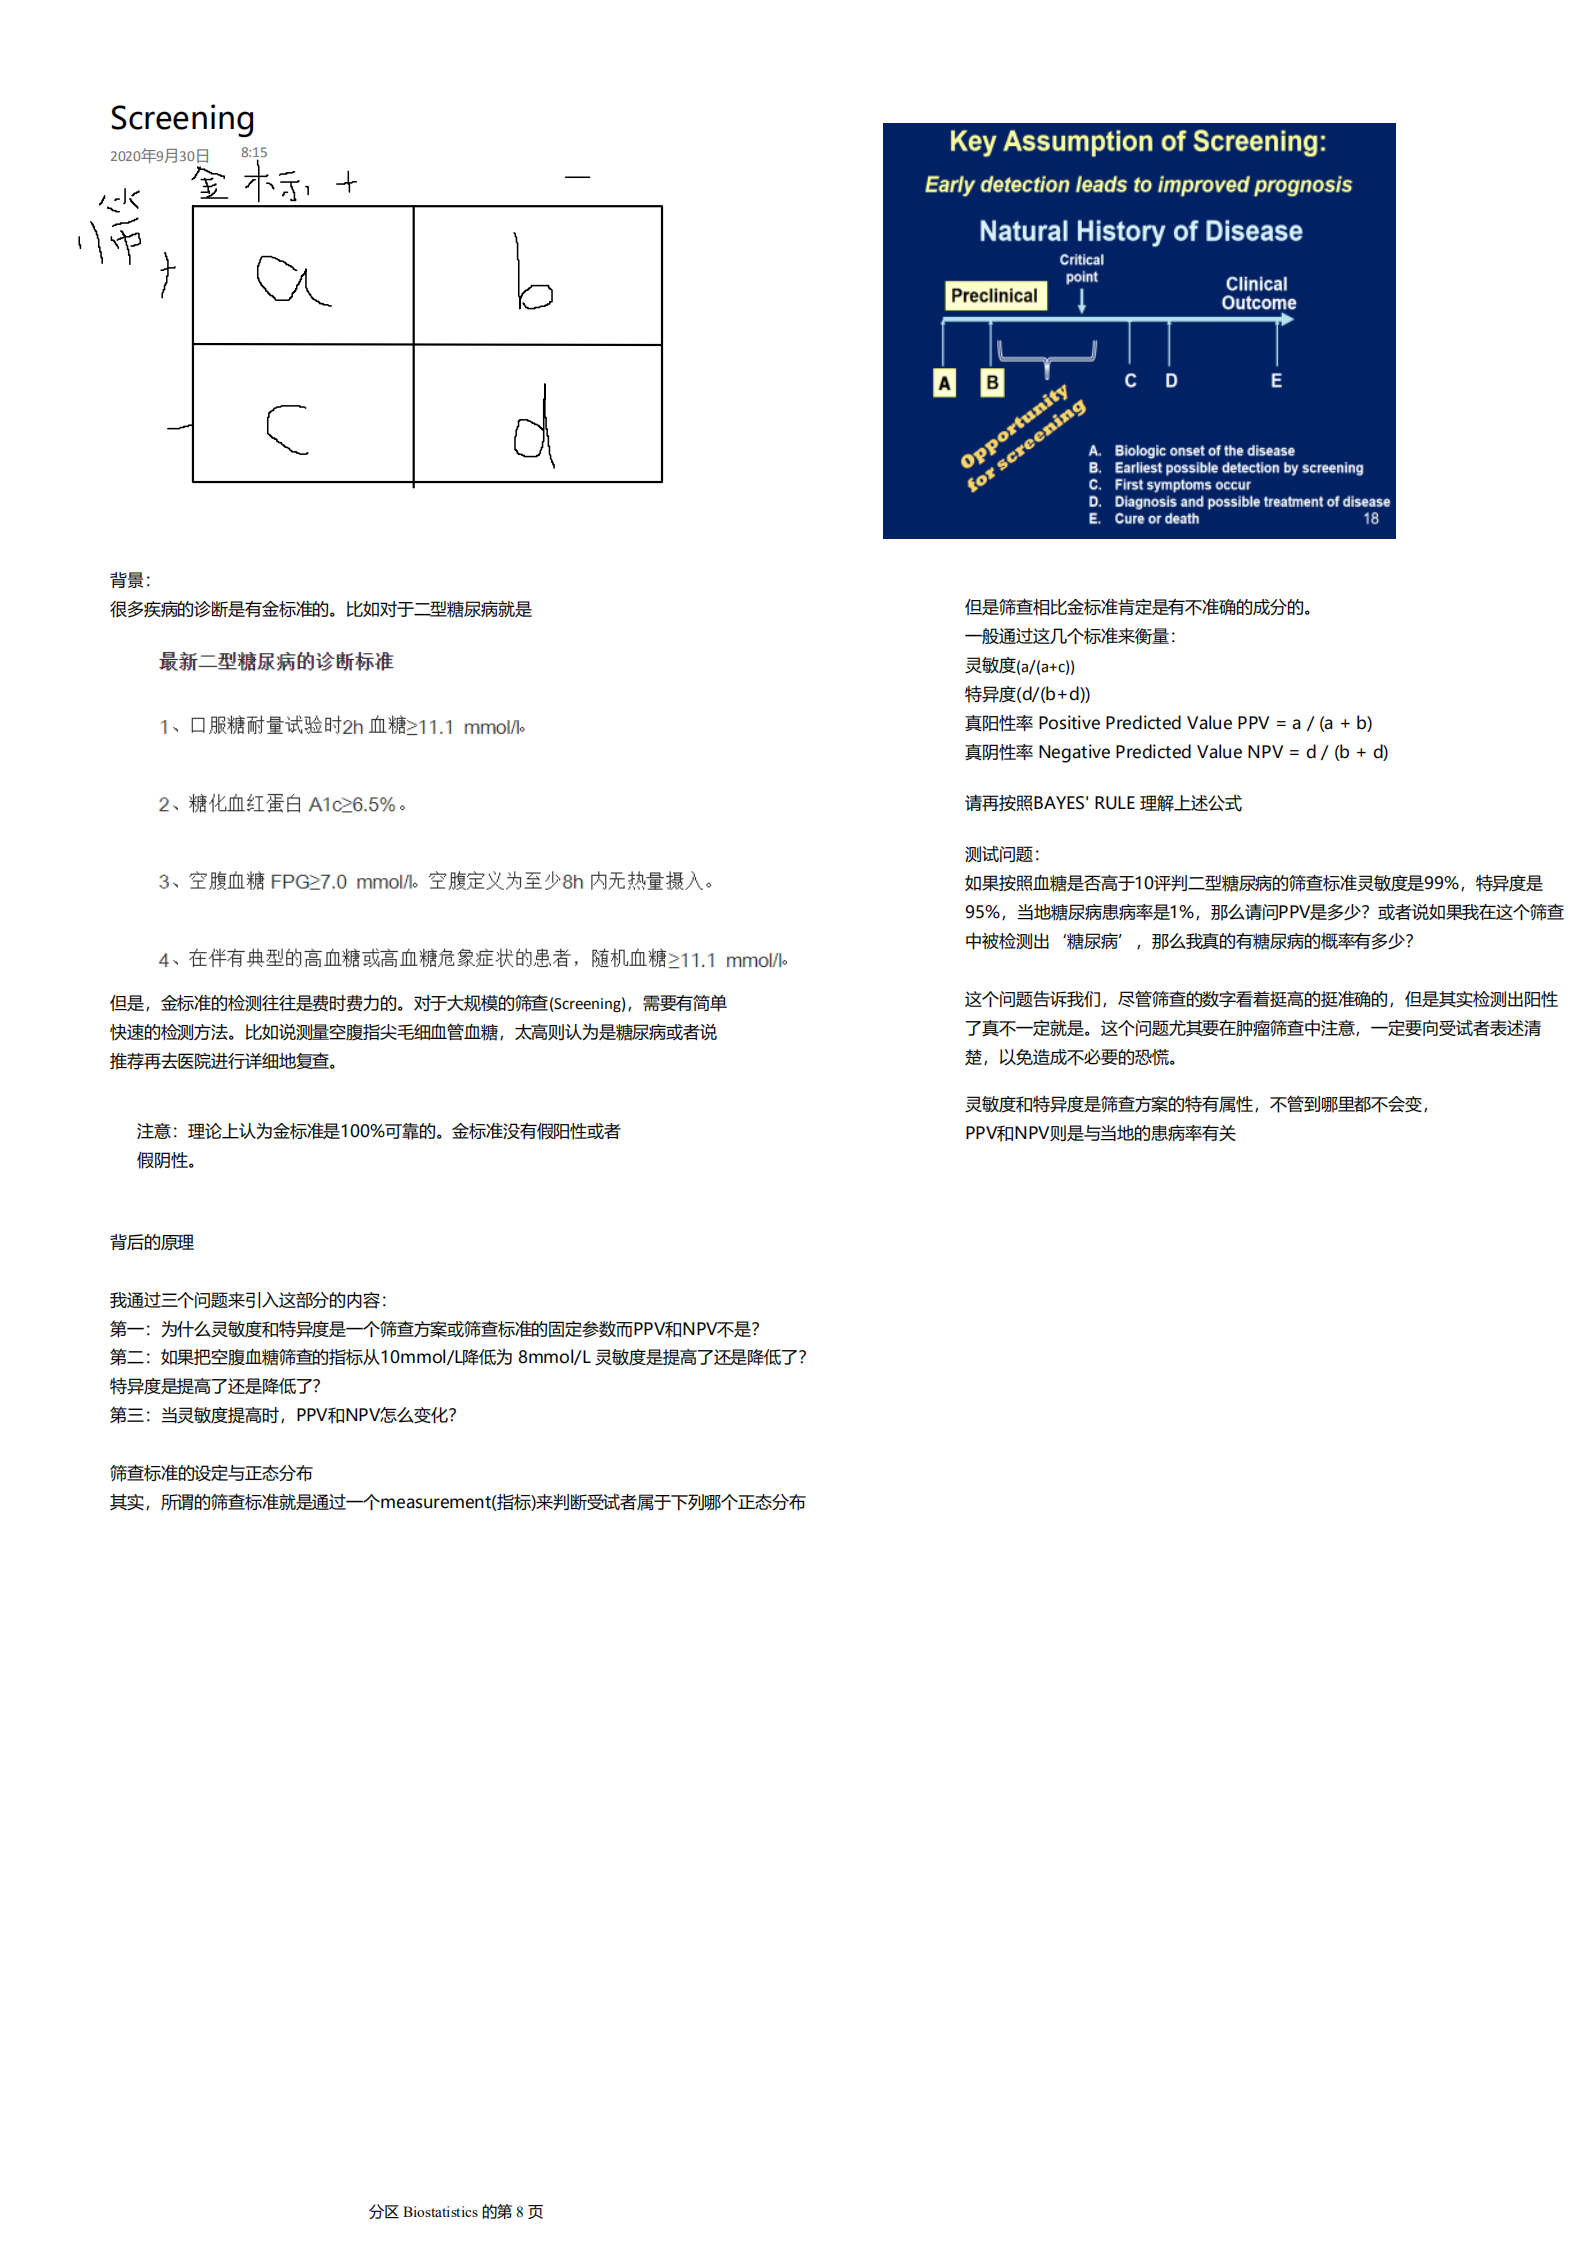 Screening
2020年9月30日 8:15
金标 + —
筛
+
a b
—
c d
Key Assumption of Screening:
Early detection leads to improved prognosis
Natural History of Disease
Critical
point
Preclinical
Clinical
Outcome
A B C D E
Opportunity
for screening
A. Biologic onset of the disease
B. Earliest possible detection by screening
C. First symptoms occur
D. Diagnosis and possible treatment of disease
E. Cure or death
18
背景：
很多疾病的诊断是有金标准的。比如对于二型糖尿病就是
最新二型糖尿病的诊断标准
1、口服糖耐量试验时2h 血糖≥11.1 mmol/l。
2、糖化血红蛋白 A1c≥6.5% 。
3、空腹血糖 FPG≥7.0 mmol/l。空腹定义为至少8h 内无热量摄入。
4、在伴有典型的高血糖或高血糖危象症状的患者，随机血糖≥11.1 mmol/l。
但是，金标准的检测往往是费时费力的。对于大规模的筛查(Screening)，需要有简单
快速的检测方法。比如说测量空腹指尖毛细血管血糖，太高则认为是糖尿病或者说
推荐再去医院进行详细地复查。
注意：理论上认为金标准是100%可靠的。金标准没有假阳性或者
假阴性。
背后的原理
我通过三个问题来引入这部分的内容：
第一：为什么灵敏度和特异度是一个筛查方案或筛查标准的固定参数而PPV和NPV不是？
第二：如果把空腹血糖筛查的指标从10mmol/L降低为 8mmol/L 灵敏度是提高了还是降低了？
特异度是提高了还是降低了？
第三：当灵敏度提高时，PPV和NPV怎么变化？
筛查标准的设定与正态分布
其实，所谓的筛查标准就是通过一个measurement(指标)来判断受试者属于下列哪个正态分布
但是筛查相比金标准肯定是有不准确的成分的。
一般通过这几个标准来衡量：
灵敏度(a/(a+c))
特异度(d/(b+d))
真阳性率 Positive Predicted Value PPV = a / (a + b)
真阴性率 Negative Predicted Value NPV = d / (b + d)
请再按照BAYES' RULE 理解上述公式
测试问题：
如果按照血糖是否高于10评判二型糖尿病的筛查标准灵敏度是99%，特异度是
95%，当地糖尿病患病率是1%，那么请问PPV是多少？或者说如果我在这个筛查
中被检测出‘糖尿病’，那么我真的有糖尿病的概率有多少？
这个问题告诉我们，尽管筛查的数字看着挺高的挺准确的，但是其实检测出阳性
了真不一定就是。这个问题尤其要在肿瘤筛查中注意，一定要向受试者表述清
楚，以免造成不必要的恐慌。
灵敏度和特异度是筛查方案的特有属性，不管到哪里都不会变，
PPV和NPV则是与当地的患病率有关
分区 Biostatistics 的第 8 页